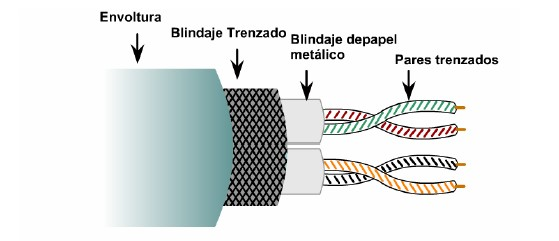 Envoltura
Blindaje Trenzado
Blindaje depapel
metálico
Pares trenzados